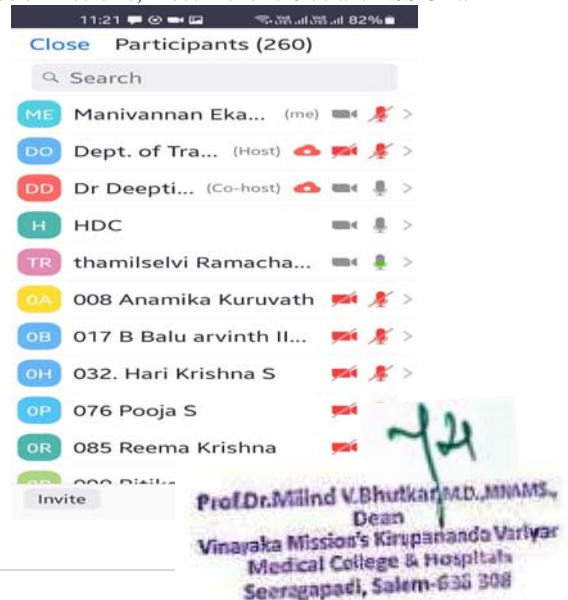 11:21 82%
Close Participants (260)
Search
ME Manivannan Eka... (me)
DO Dept. of Tra... (Host)
DD Dr Deepti... (Co-host)
H HDC
TR thamilselvi Ramacha...
0A 008 Anamika Kuruvath
0B 017 B Balu arvinth II...
0H 032. Hari Krishna S
0P 076 Pooja S
0R 085 Reema Krishna
Invite
Prof.Dr.Milind V.Bhutkar,M.D.,MNAMS.,
Dean
Vinayaka Mission's Kirupananda Variyar
Medical College & Hospitals
Seeragapadi, Salem-636 308